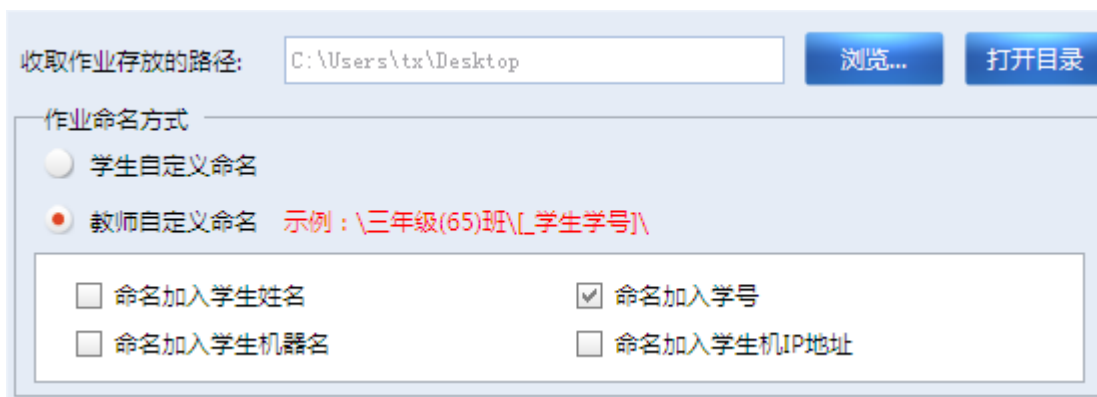 收取作业存放的路径: C:\Users\tx\Desktop 浏览... 打开目录
作业命名方式
学生自定义命名
教师自定义命名 示例：\三年级(65)班\[_学生学号]\
命名加入学生姓名 命名加入学号
命名加入学生机器名 命名加入学生机IP地址